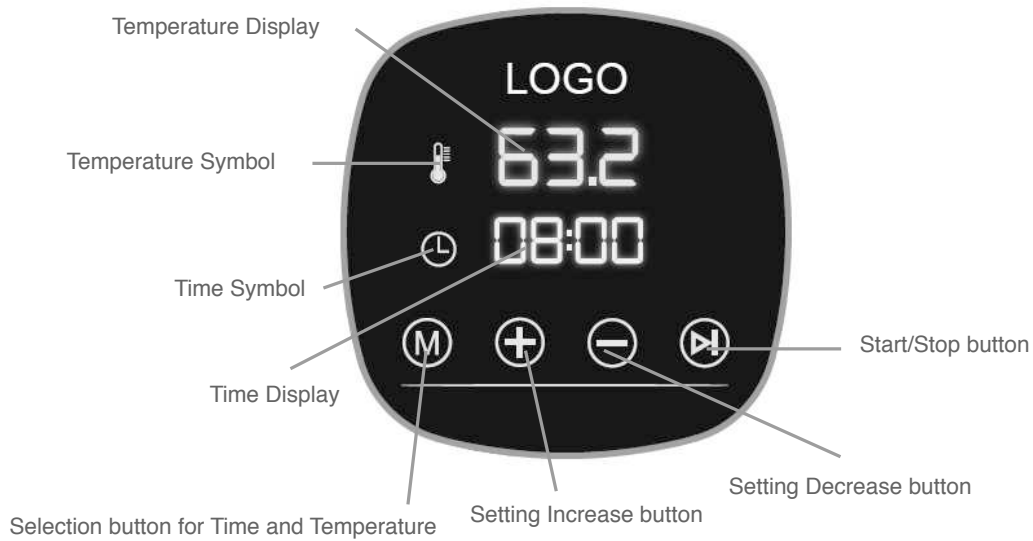 Temperature Display
LOGO
63.2
Temperature Symbol
08:00
Time Symbol
M
Start/Stop button
Time Display
Setting Decrease button
Setting Increase button
Selection button for Time and Temperature